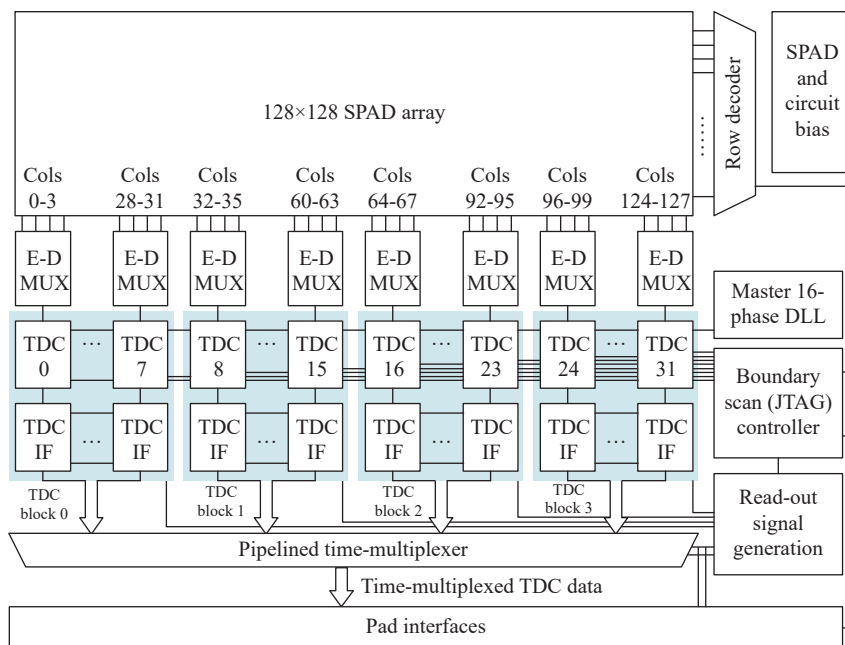 128×128 SPAD array
Row decoder
SPAD
and
circuit
bias
Cols
0-3
Cols
28-31
Cols
32-35
Cols
60-63
Cols
64-67
Cols
92-95
Cols
96-99
Cols
124-127
E-D
MUX
E-D
MUX
E-D
MUX
E-D
MUX
E-D
MUX
E-D
MUX
E-D
MUX
E-D
MUX
Master 16-
phase DLL
TDC
0
...
TDC
7
TDC
8
...
TDC
15
TDC
16
...
TDC
23
TDC
24
...
TDC
31
Boundary
scan (JTAG)
controller
TDC
IF
...
TDC
IF
TDC
IF
...
TDC
IF
TDC
IF
...
TDC
IF
TDC
IF
...
TDC
IF
TDC
block 0
TDC
block 1
TDC
block 2
TDC
block 3
Read-out
signal
generation
Pipelined time-multiplexer
Time-multiplexed TDC data
Pad interfaces